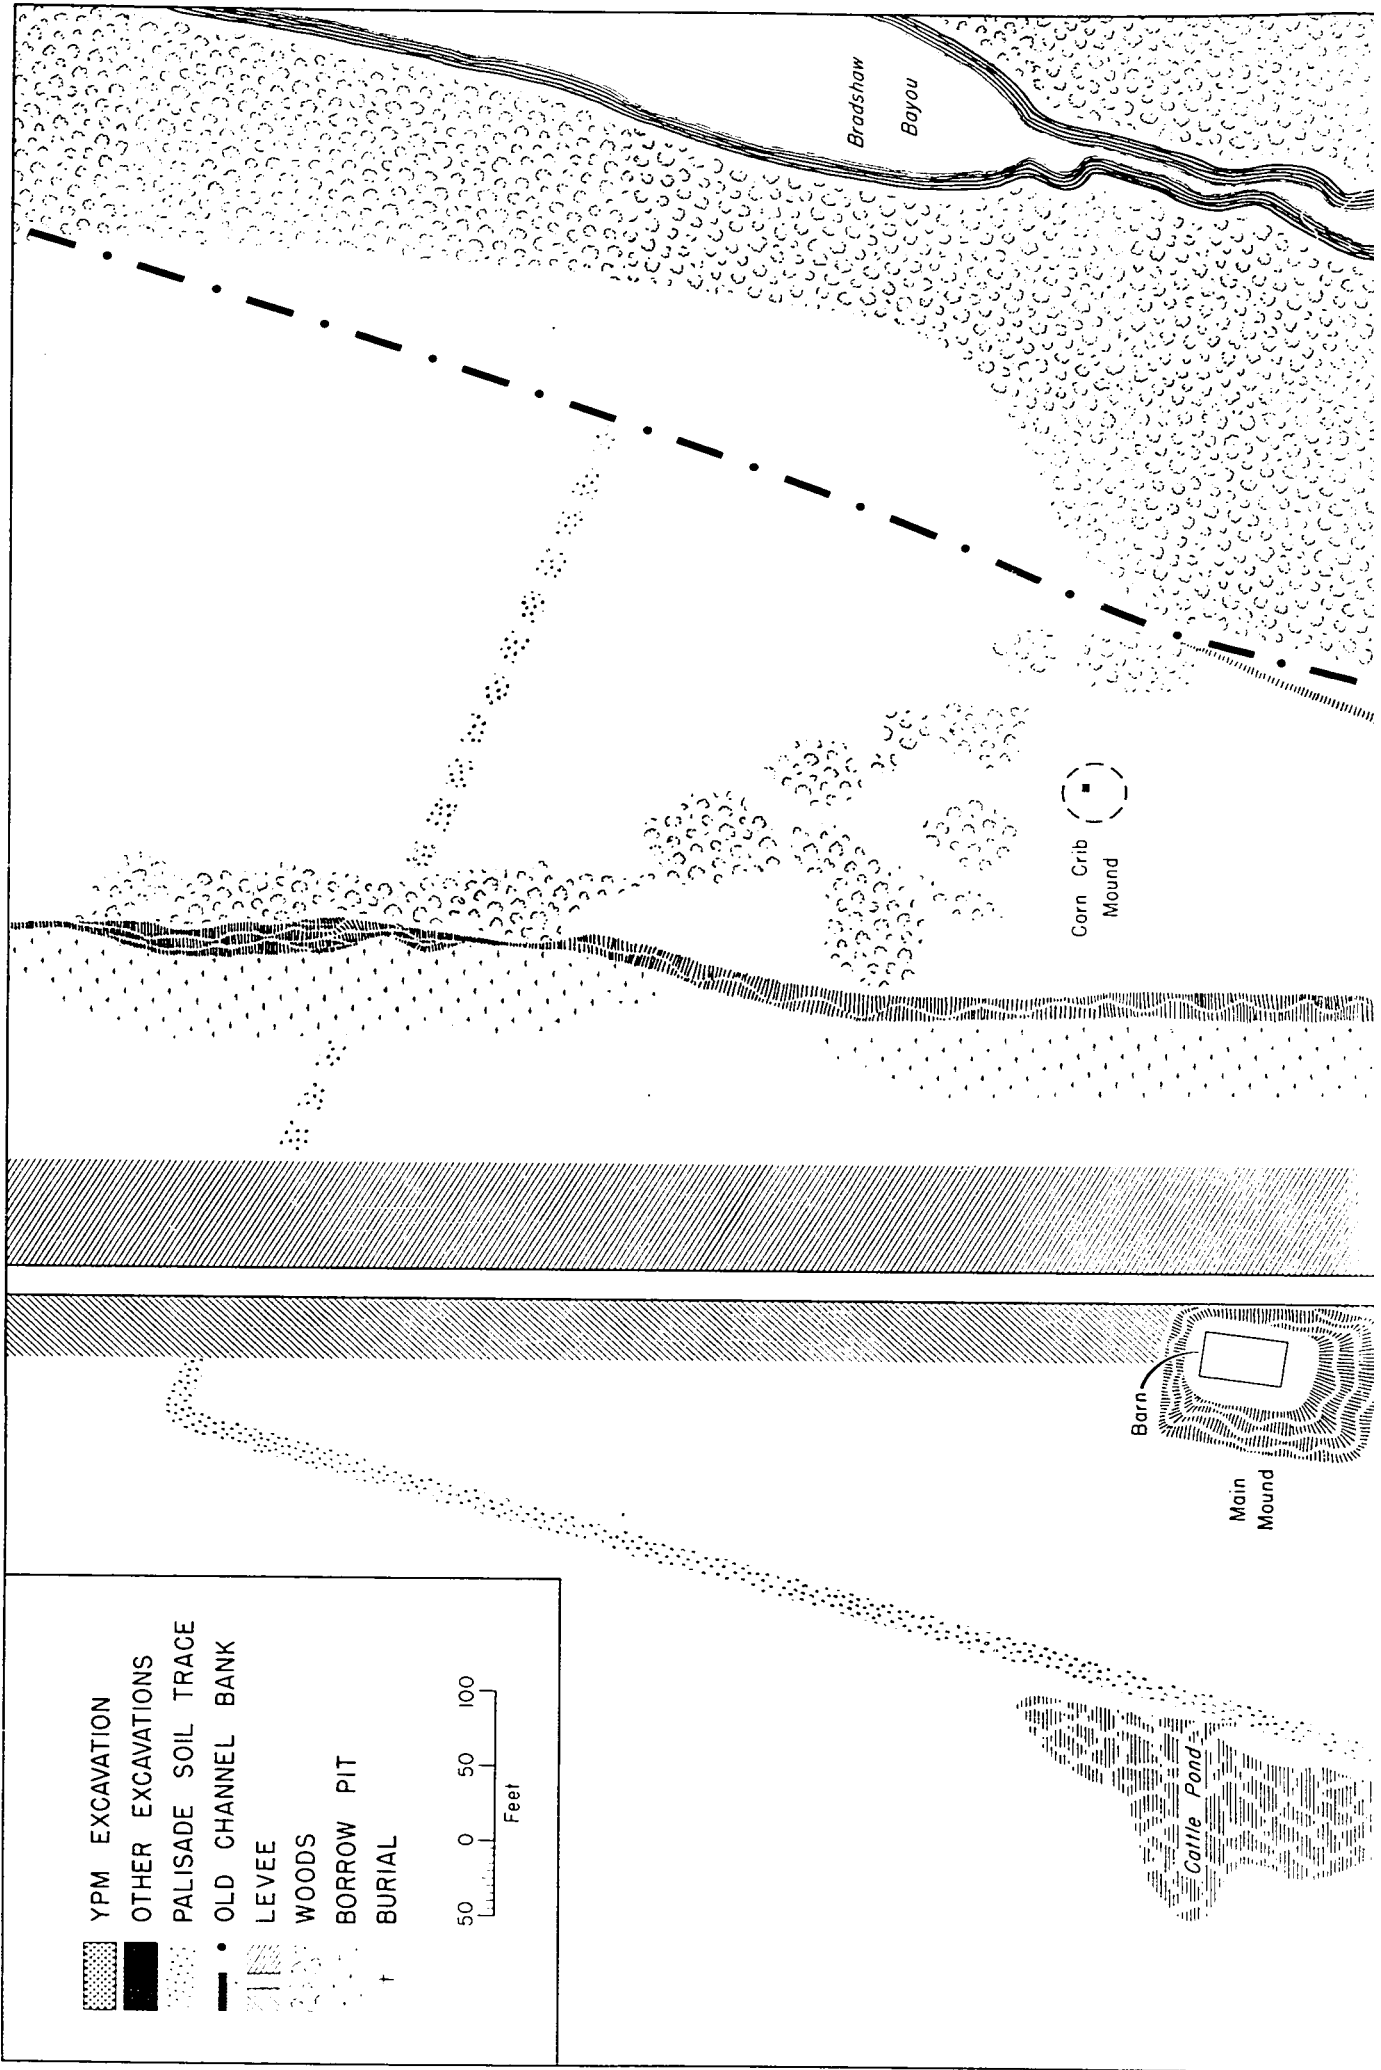 YPM EXCAVATION
OTHER EXCAVATIONS
PALISADE SOIL TRACE
OLD CHANNEL BANK
LEVEE
WOODS
BORROW PIT
BURIAL
50 0 50 100
Feet
Cattle Pond
Main
Mound
Barn
Corn Crib
Mound
Bradshaw
Bayou